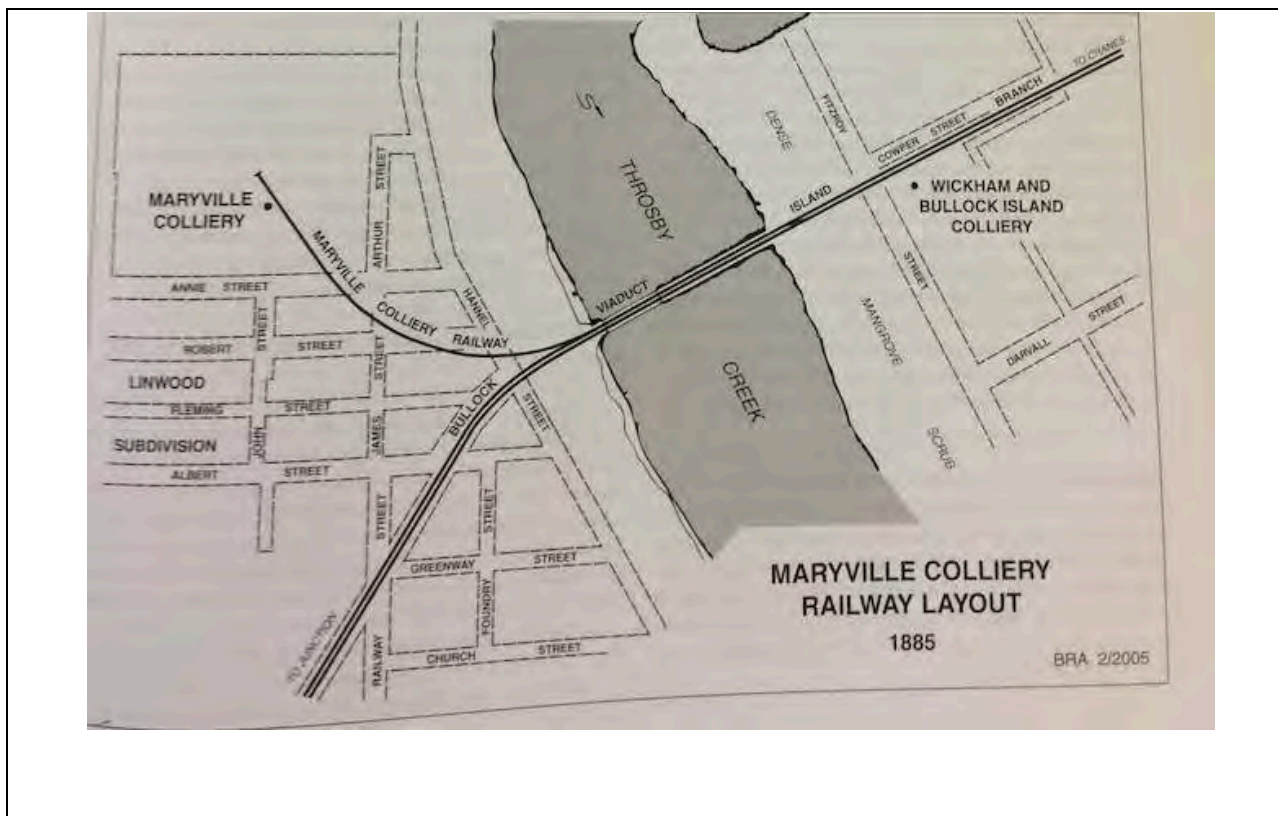 MARYVILLE
COLLIERY
MARYVILLE
COLLIERY
RAILWAY
ANNIE STREET
ROBERT STREET
LINWOOD
FLEMING STREET
SUBDIVISION
ALBERT STREET
JOHN STREET
ARTHUR STREET
JAMES STREET
RAILWAY STREET
HANNEL STREET
GREENWAY STREET
FOUNDRY STREET
CHURCH STREET
TO JUNCTION
BULLOCK
VIADUCT
ISLAND
BRANCH
TO CRANES
COWPER STREET
THROSBY
CREEK
DENSE
MANGROVE
SCRUB
FITZROY
STREET
WICKHAM AND
BULLOCK ISLAND
COLLIERY
DARVALL STREET
MARYVILLE COLLIERY
RAILWAY LAYOUT
1885
BRA 2/2005